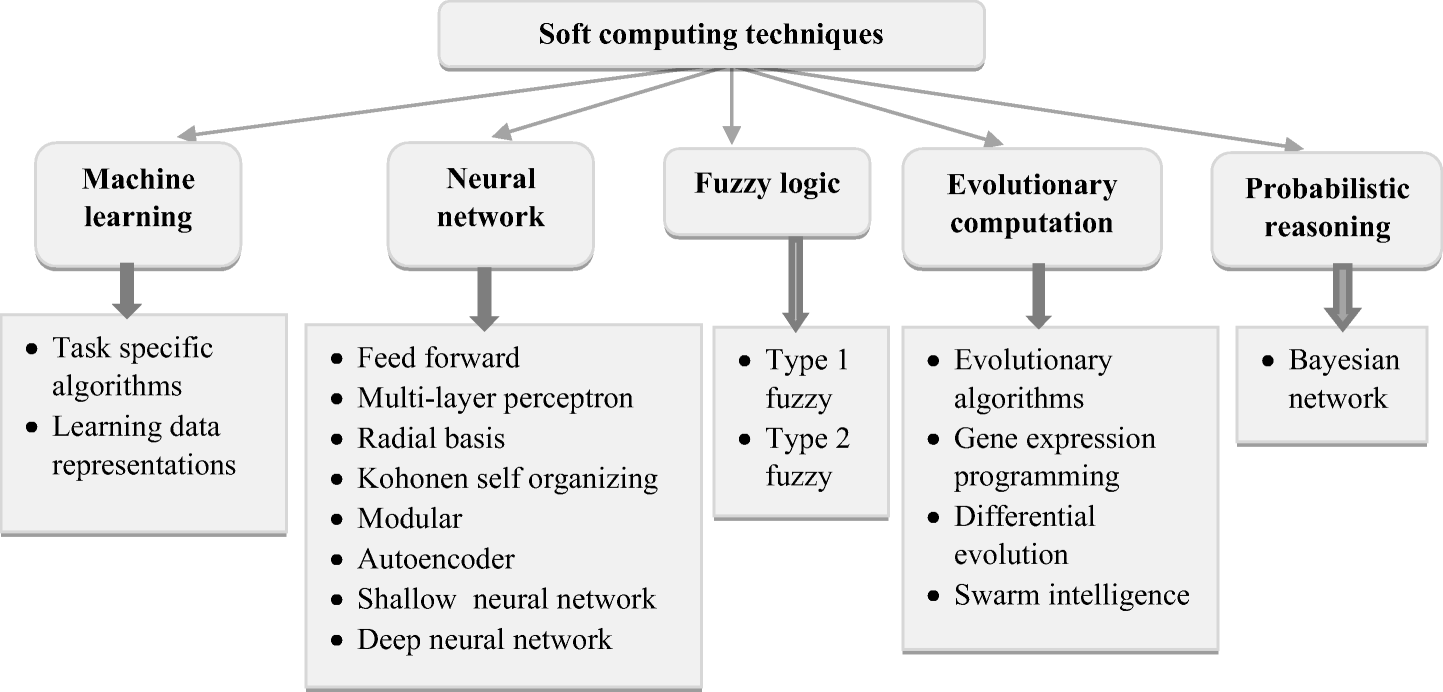 Soft computing techniques
Machine
learning
Neural
network
Fuzzy logic
Evolutionary
computation
Probabilistic
reasoning
• Task specific
algorithms
• Learning data
representations
• Feed forward
• Multi-layer perceptron
• Radial basis
• Kohonen self organizing
• Modular
• Autoencoder
• Shallow neural network
• Deep neural network
• Type 1
fuzzy
• Type 2
fuzzy
• Evolutionary
algorithms
• Gene expression
programming
• Differential
evolution
• Swarm intelligence
• Bayesian
network